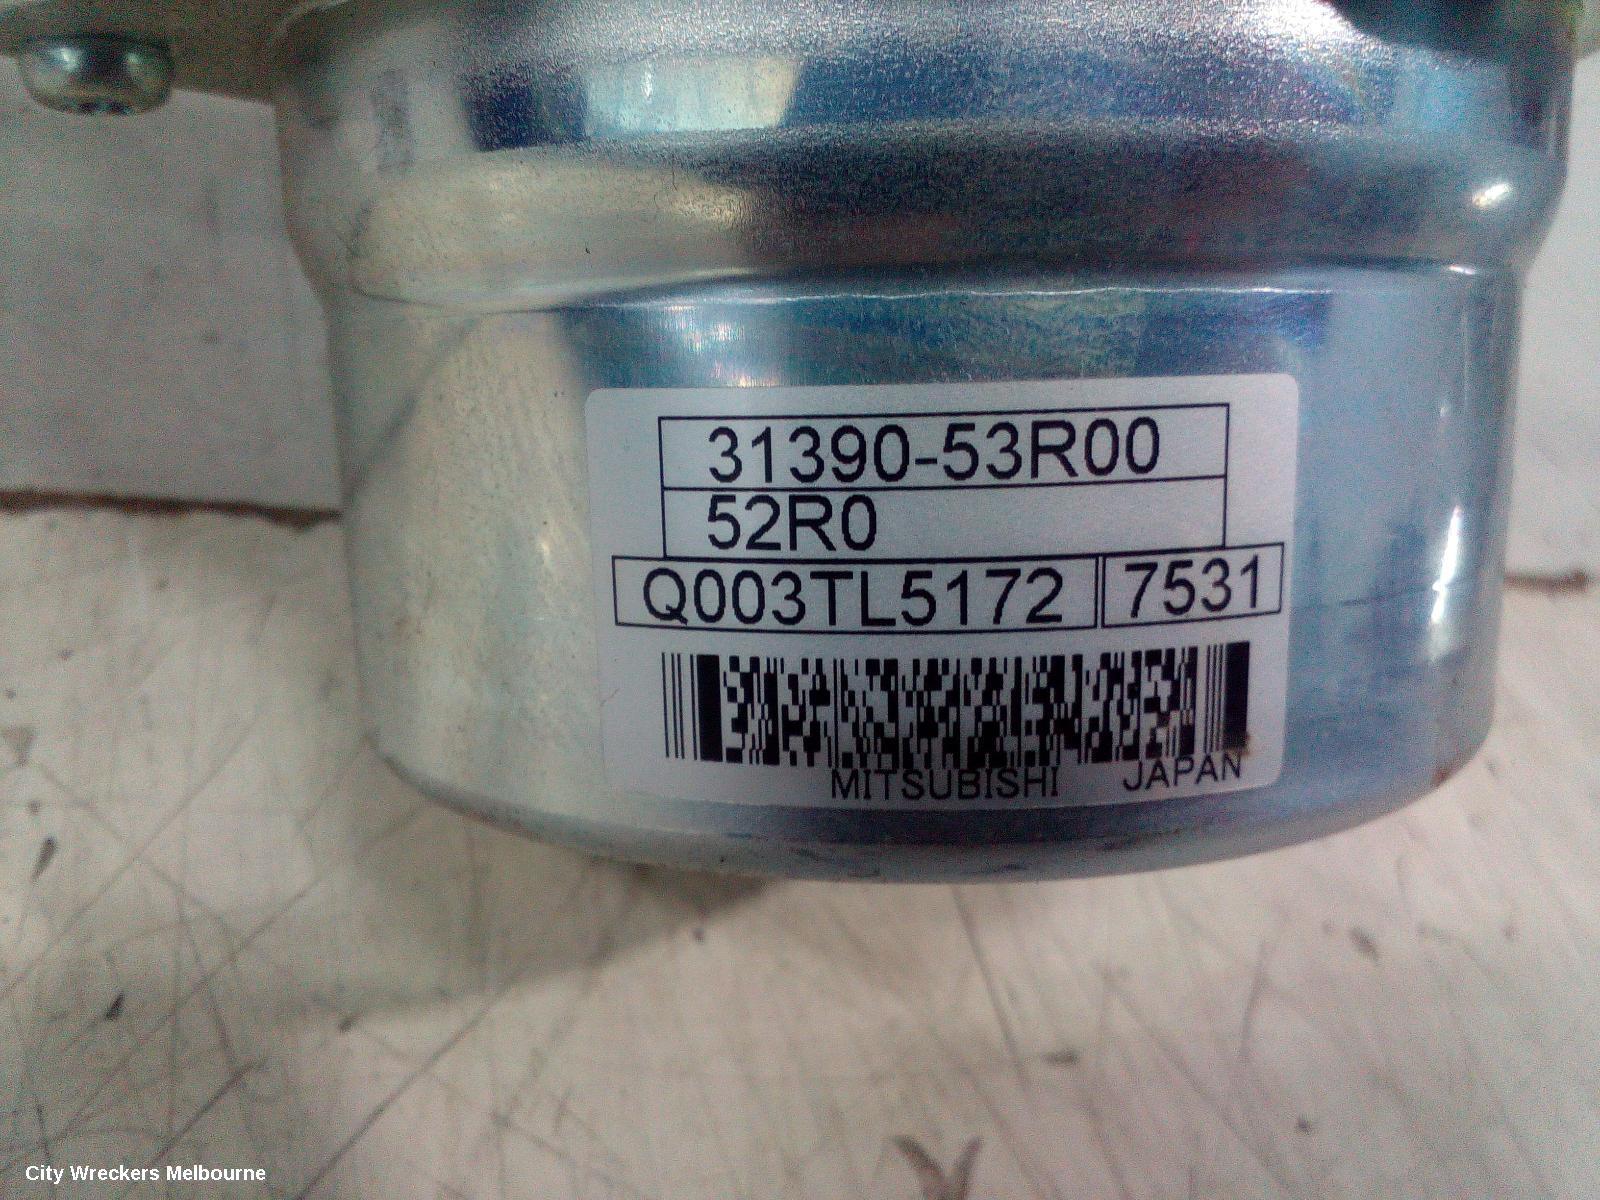 31390-53R00
52R0
Q003TL5172 7531
MITSUBISHI JAPAN
City Wreckers Melbourne